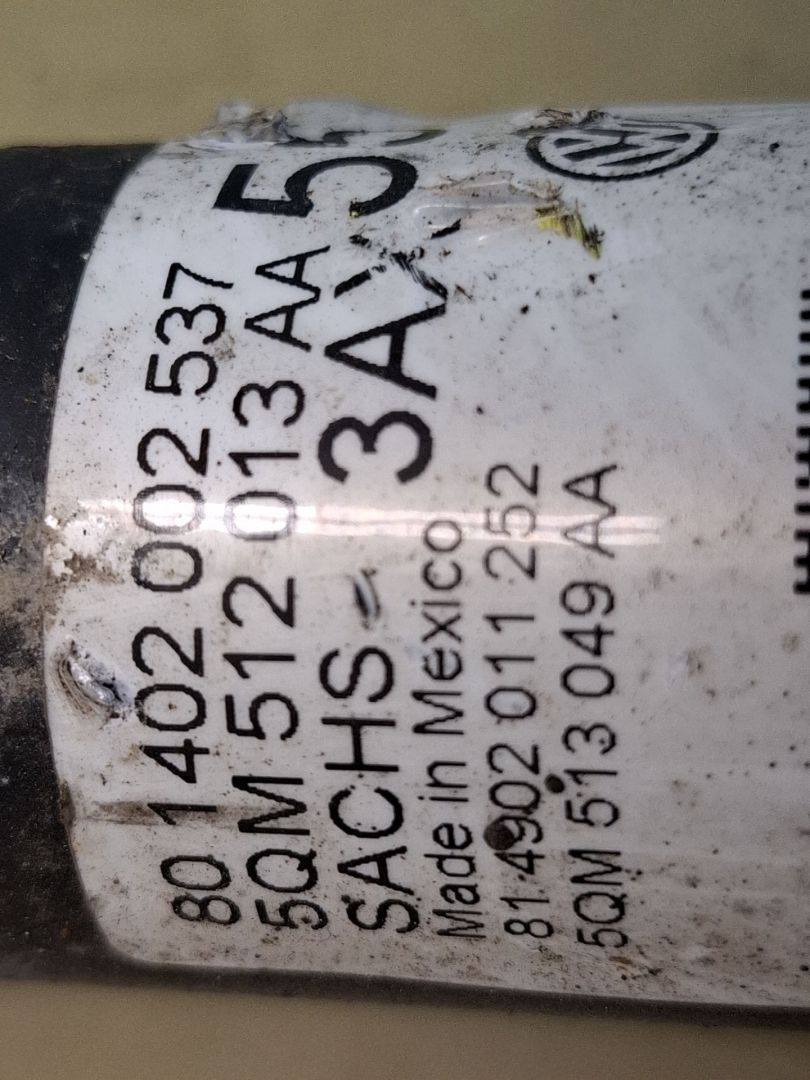 80 1402 002 537
5QM 512 013 AA
SACHS - 3AX
Made in Mexico
81 4902 011 252
5QM 513 049 AA